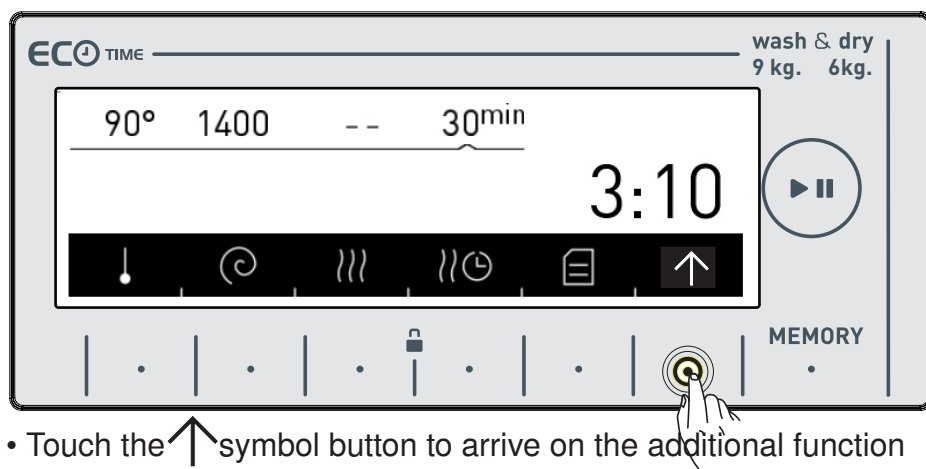 ECO TIME
wash & dry
9 kg. 6kg.
90° 1400 -- 30min
3:10
MEMORY
• Touch the ↑ symbol button to arrive on the additional function